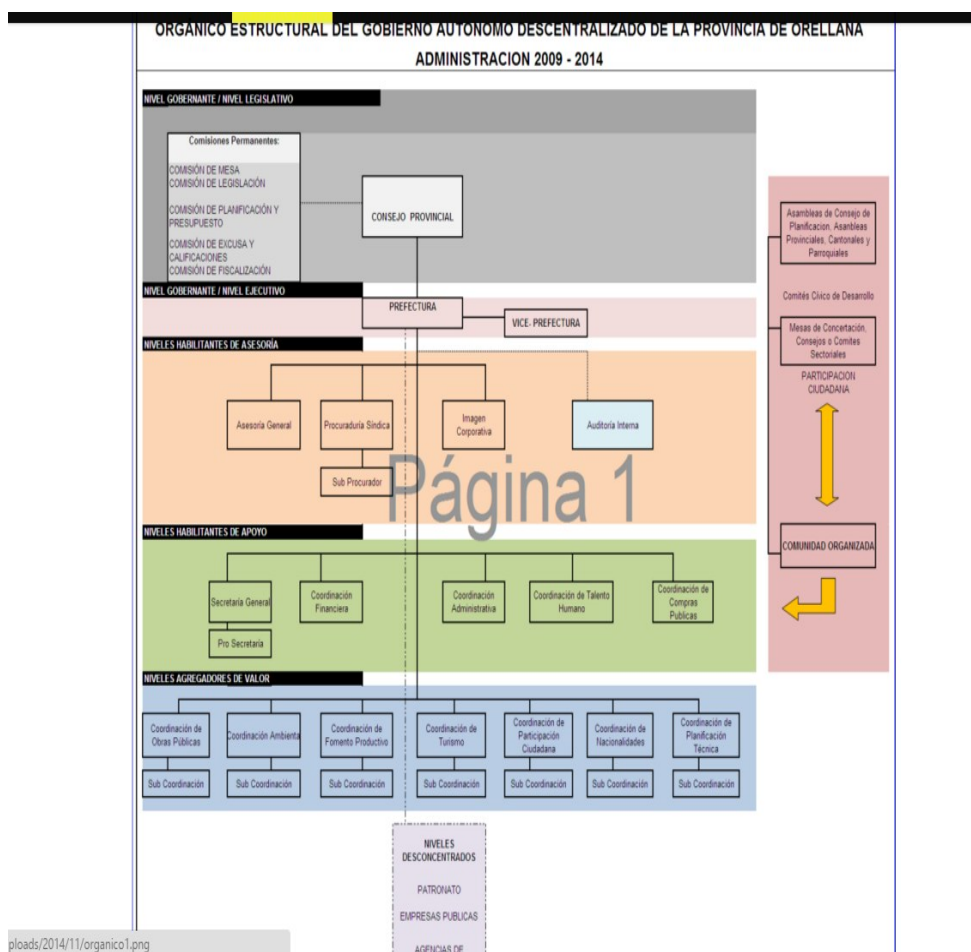 ORGANICO ESTRUCTURAL DEL GOBIERNO AUTONOMO DESCENTRALIZADO DE LA PROVINCIA DE ORELLANA
ADMINISTRACION 2009 - 2014
NIVEL GOBERNANTE / NIVEL LEGISLATIVO
Comisiones Permanentes:
COMISIÓN DE MESA
COMISIÓN DE LEGISLACIÓN
COMISIÓN DE PLANIFICACIÓN Y
PRESUPUESTO
COMISIÓN DE EXCUSA Y
CALIFICACIONES
COMISIÓN DE FISCALIZACIÓN
CONSEJO PROVINCIAL
NIVEL GOBERNANTE / NIVEL EJECUTIVO
PREFECTURA
VICE- PREFECTURA
NIVELES HABILITANTES DE ASESORÍA
Asesoría General
Procuraduría Síndica
Imagen
Corporativa
Auditoría Interna
Sub Procurador
Página 1
NIVELES HABILITANTES DE APOYO
Secretaría General
Coordinación
Financiera
Coordinación
Administrativa
Coordinación de Talento
Humano
Coordinación de
Compras
Publicas
Pro Secretaría
NIVELES AGREGADORES DE VALOR
Coordinación de
Obras Públicas
Coordinación Ambienta
Coordinación de
Fomento Productivo
Coordinación de
Turismo
Coordinación de
Participación
Ciudadana
Coordinación de
Nacionalidades
Coordinación de
Planificación
Técnica
Sub Coordinación
Sub Coordinación
Sub Coordinación
Sub Coordinación
Sub Coordinación
Sub Coordinación
Sub Coordinación
NIVELES
DESCONCENTRADOS
PATRONATO
EMPRESAS PUBLICAS
AGENCIAS DE
Asambleas de Consejo de
Planificacion, Asanbleas
Provinciales, Cantonales y
Parroquiales
Comités Cívico de Desarrollo
Mesas de Concertación,
Consejos o Comites
Sectoriales
PARTICIPACION
CIUDADANA
COMUNIDAD ORGANIZADA
ploads/2014/11/organico1.png